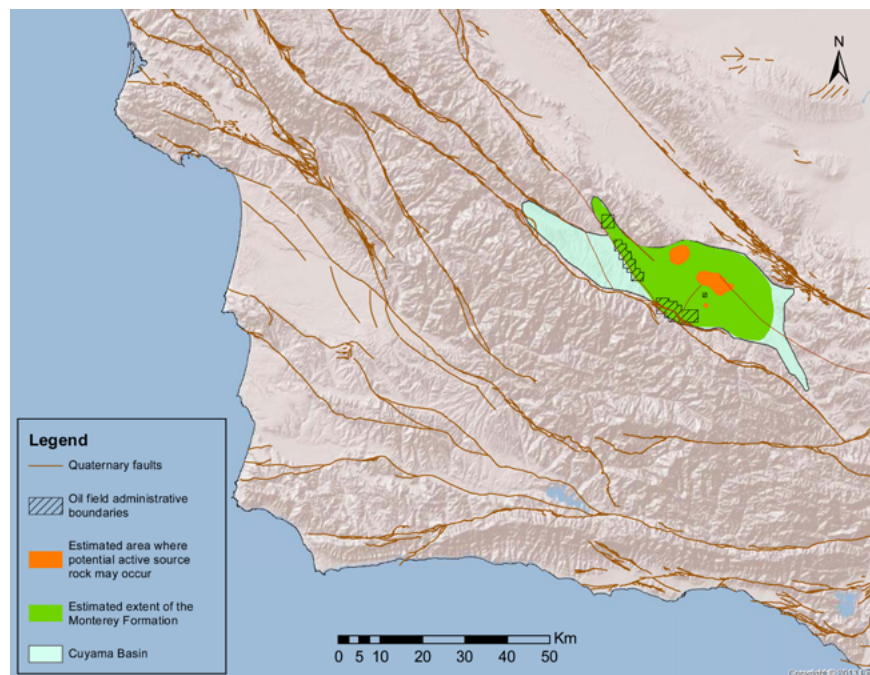 N
Legend
Quaternary faults
Oil field administrative
boundaries
Estimated area where
potential active source
rock may occur
Estimated extent of the
Monterey Formation
Cuyama Basin
Km
0 5 10 20 30 40 50